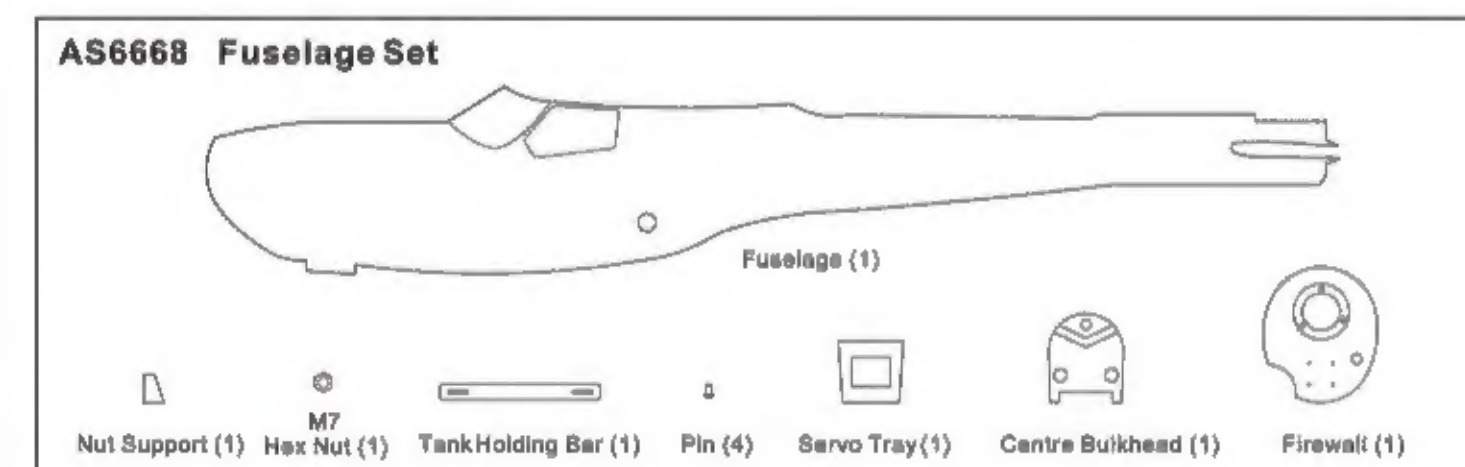 AS6668 Fuselage Set
Fuselage (1)
Nut Support (1)
M7
Hex Nut (1)
Tank Holding Bar (1)
Pin (4)
Servo Tray (1)
Centre Bulkhead (1)
Firewall (1)